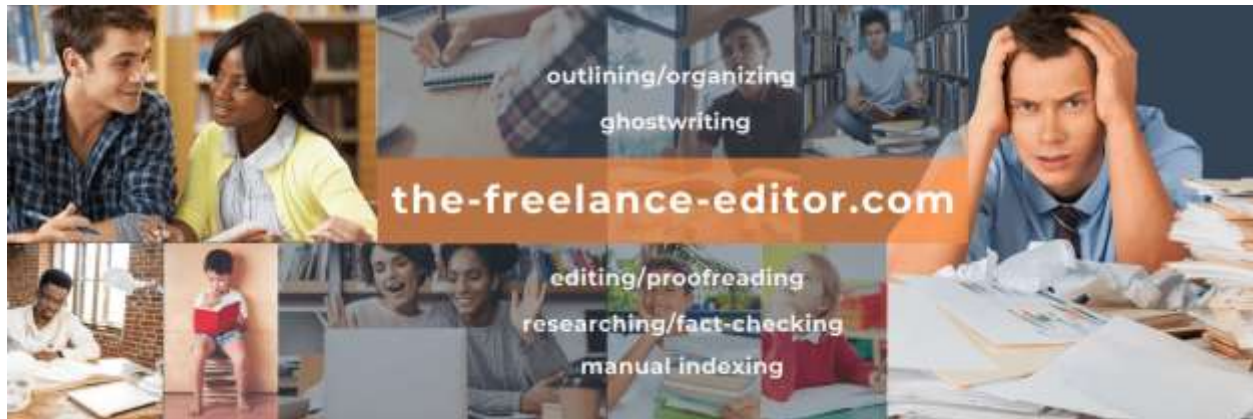 outlining/organizing
ghostwriting
the-freelance-editor.com
editing/proofreading
researching/fact-checking
manual indexing